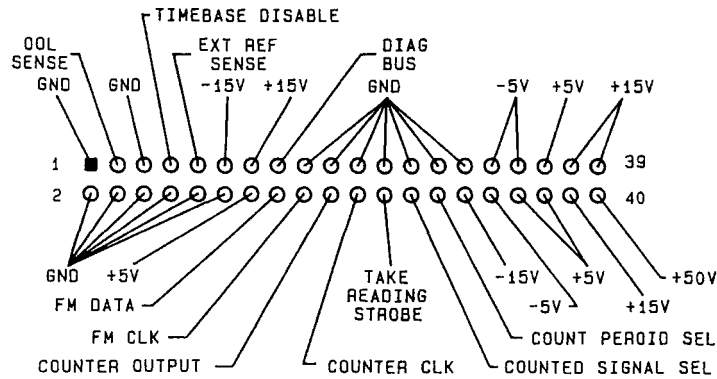 TIMEBASE DISABLE
OOL
SENSE
EXT REF
SENSE
DIAG
BUS
GND
GND
-15V
+15V
GND
-5V
+5V
+15V
1
39
2
40
GND
+5V
TAKE
READING
STROBE
-15V
+5V
+50V
FM DATA
-5V
+15V
FM CLK
COUNT PEROID SEL
COUNTER OUTPUT
COUNTER CLK
COUNTED SIGNAL SEL